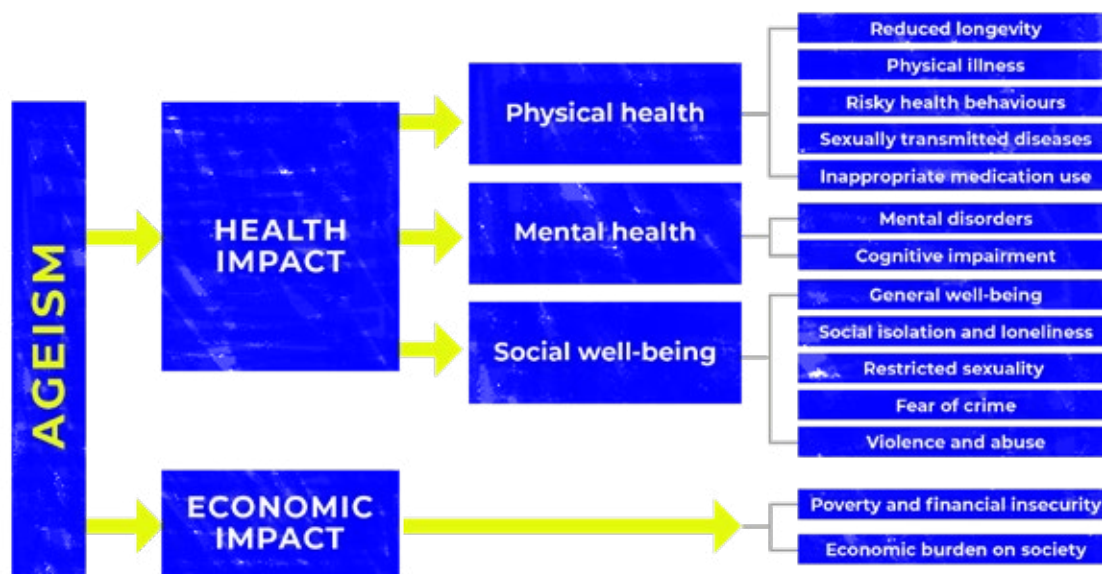 AGEISM
HEALTH
IMPACT
Physical health
Reduced longevity
Physical illness
Risky health behaviours
Sexually transmitted diseases
Inappropriate medication use
Mental health
Mental disorders
Cognitive impairment
Social well-being
General well-being
Social isolation and loneliness
Restricted sexuality
Fear of crime
Violence and abuse
ECONOMIC
IMPACT
Poverty and financial insecurity
Economic burden on society